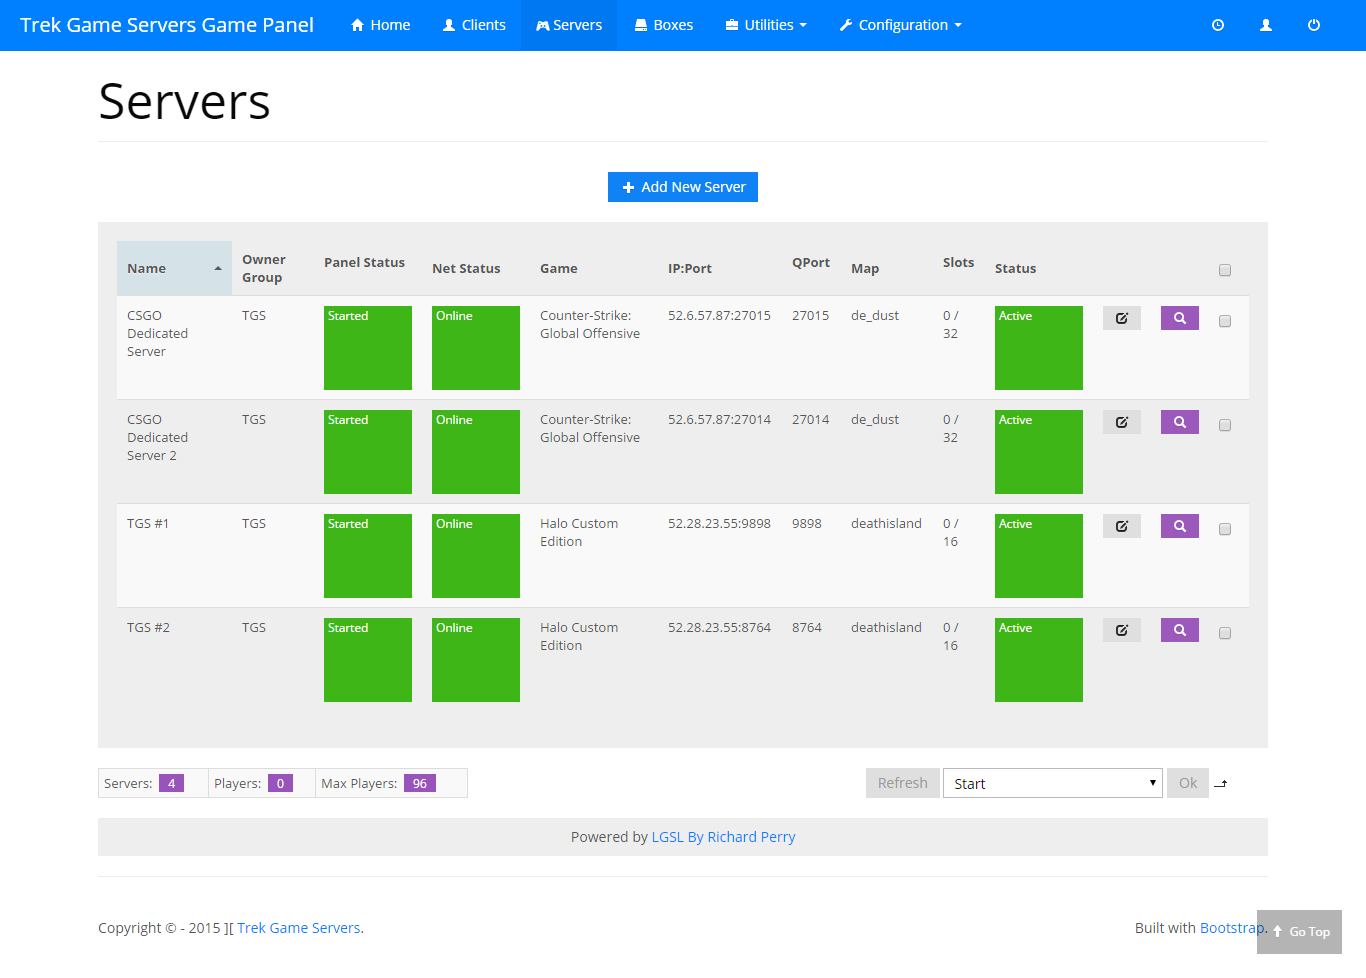 Trek Game Servers Game Panel Home Clients Servers Boxes Utilities Configuration
Servers
Add New Server
Name Owner Group Panel Status Net Status Game IP:Port QPort Map Slots Status
CSGO Dedicated Server TGS Started Online Counter-Strike: Global Offensive 52.6.57.87:27015 27015 de_dust 0 / 32 Active
CSGO Dedicated Server 2 TGS Started Online Counter-Strike: Global Offensive 52.6.57.87:27014 27014 de_dust 0 / 32 Active
TGS #1 TGS Started Online Halo Custom Edition 52.28.23.55:9898 9898 deathisland 0 / 16 Active
TGS #2 TGS Started Online Halo Custom Edition 52.28.23.55:8764 8764 deathisland 0 / 16 Active
Servers: 4 Players: 0 Max Players: 96 Refresh Start Ok
Powered by LGSL By Richard Perry
Copyright © - 2015 ][ Trek Game Servers. Built with Bootstrap. Go Top